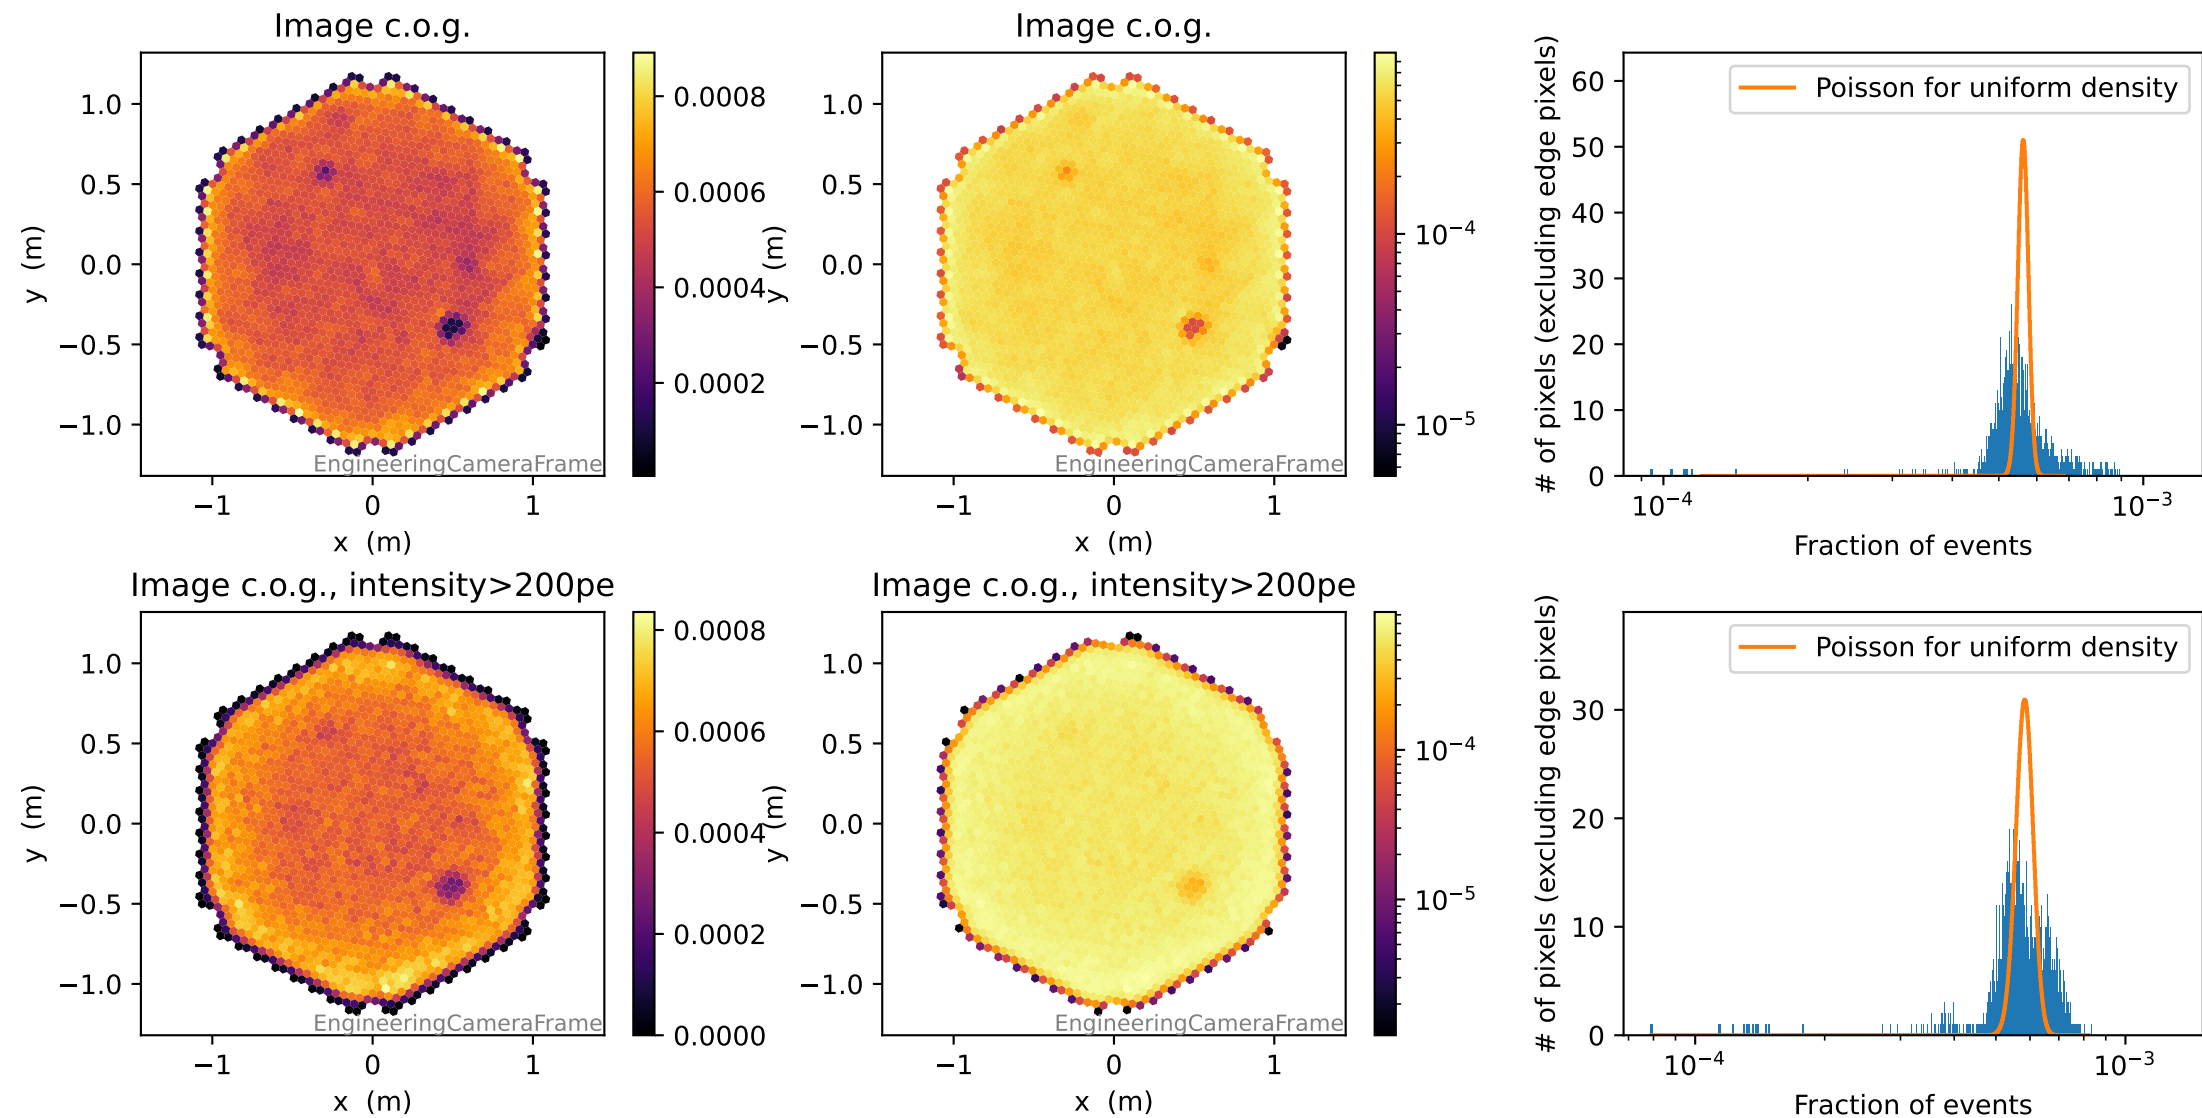 Image c.o.g.
1.0
0.5
0.0
−0.5
−1.0
y (m)
−1 0 1
x (m)
EngineeringCameraFrame
0.0008
0.0006
0.0004
0.0002
Image c.o.g.
1.0
0.5
0.0
−0.5
−1.0
y (m)
−1 0 1
x (m)
EngineeringCameraFrame
10⁻⁴
10⁻⁵
Poisson for uniform density
60
50
40
30
20
10
0
# of pixels (excluding edge pixels)
10⁻⁴ 10⁻³
Fraction of events
Image c.o.g., intensity>200pe
1.0
0.5
0.0
−0.5
−1.0
y (m)
−1 0 1
x (m)
EngineeringCameraFrame
0.0008
0.0006
0.0004
0.0002
0.0000
Image c.o.g., intensity>200pe
1.0
0.5
0.0
−0.5
−1.0
y (m)
−1 0 1
x (m)
EngineeringCameraFrame
10⁻⁴
10⁻⁵
Poisson for uniform density
30
20
10
0
# of pixels (excluding edge pixels)
10⁻⁴ 10⁻³
Fraction of events